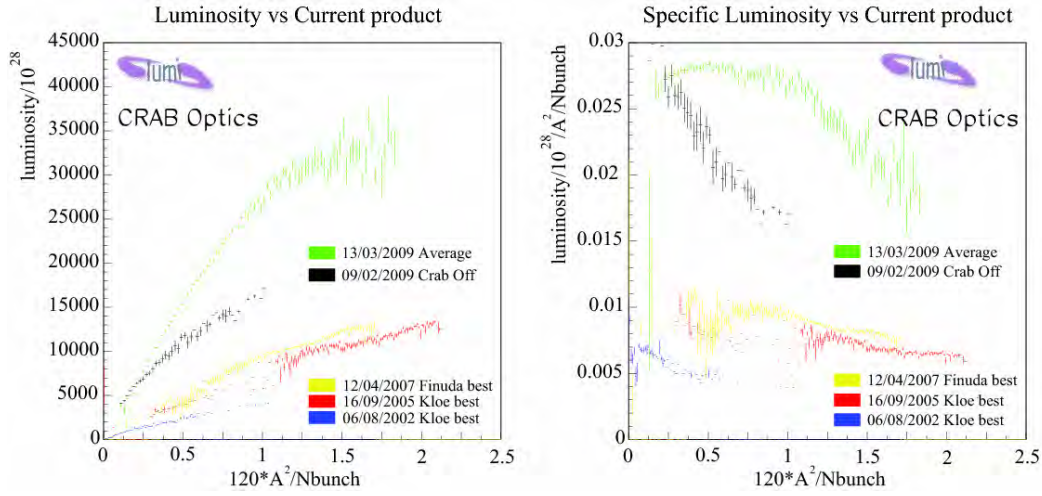 Luminosity vs Current product
luminosity/10^28
45000
40000
35000
30000
25000
20000
15000
10000
5000
0
lumi
CRAB Optics
13/03/2009 Average
09/02/2009 Crab Off
12/04/2007 Finuda best
16/09/2005 Kloe best
06/08/2002 Kloe best
0 0.5 1 1.5 2 2.5
120*A^2/Nbunch
Specific Luminosity vs Current product
luminosity/10^28/A^2/Nbunch
0.03
0.025
0.02
0.015
0.01
0.005
0
lumi
CRAB Optics
13/03/2009 Average
09/02/2009 Crab Off
12/04/2007 Finuda best
16/09/2005 Kloe best
06/08/2002 Kloe best
0 0.5 1 1.5 2 2.5
120*A^2/Nbunch